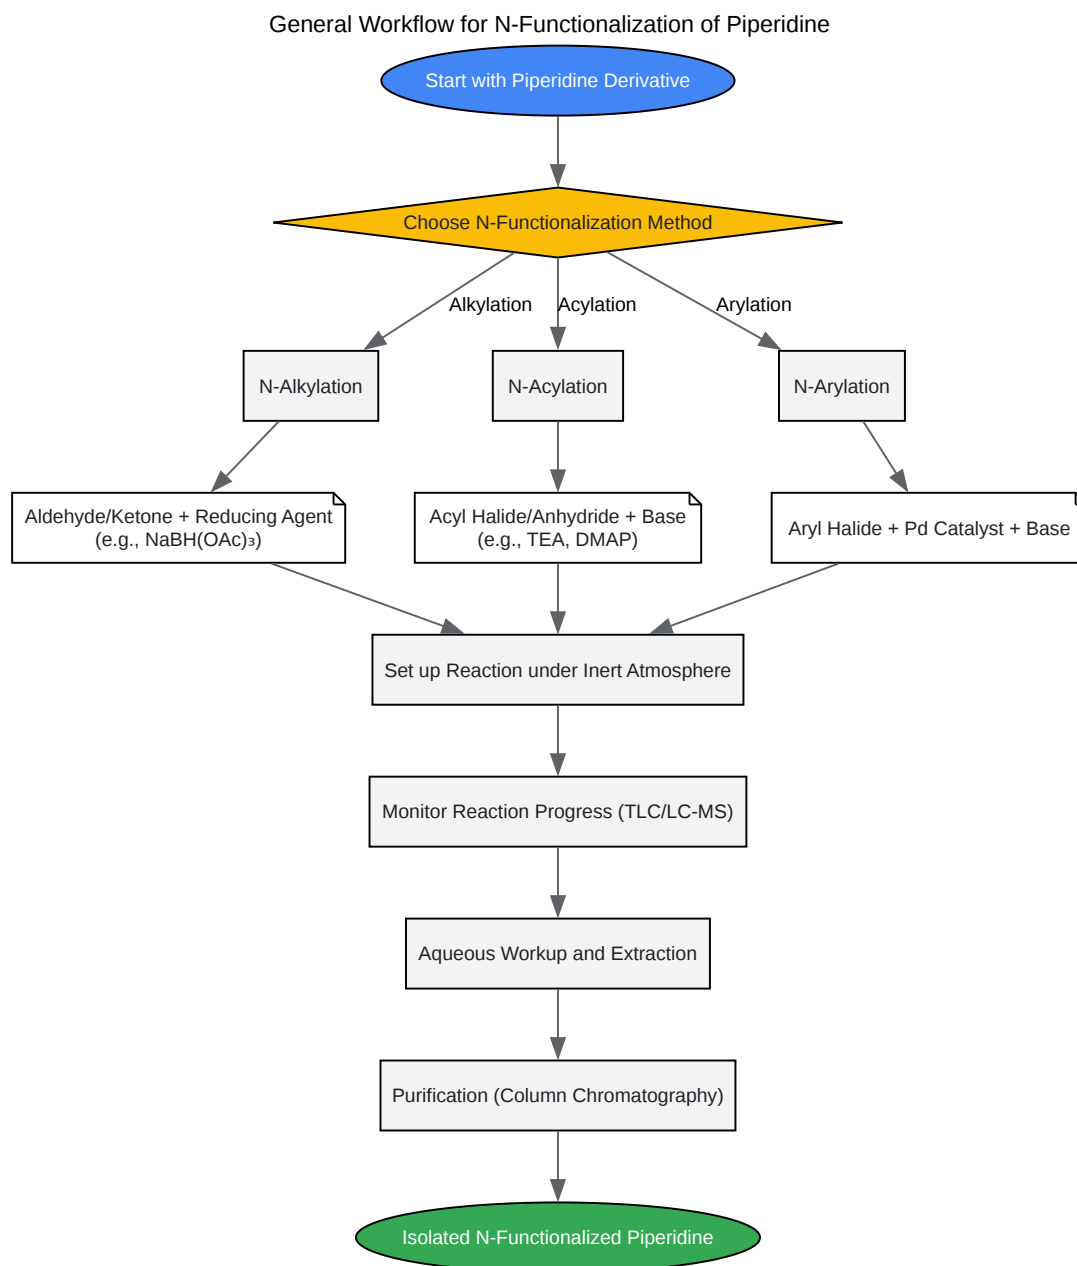 General Workflow for N-Functionalization of Piperidine
Start with Piperidine Derivative
Choose N-Functionalization Method
Alkylation
Acylation
Arylation
N-Alkylation
N-Acylation
N-Arylation
Aldehyde/Ketone + Reducing Agent
(e.g., NaBH(OAc)₃)
Acyl Halide/Anhydride + Base
(e.g., TEA, DMAP)
Aryl Halide + Pd Catalyst + Base
Set up Reaction under Inert Atmosphere
Monitor Reaction Progress (TLC/LC-MS)
Aqueous Workup and Extraction
Purification (Column Chromatography)
Isolated N-Functionalized Piperidine